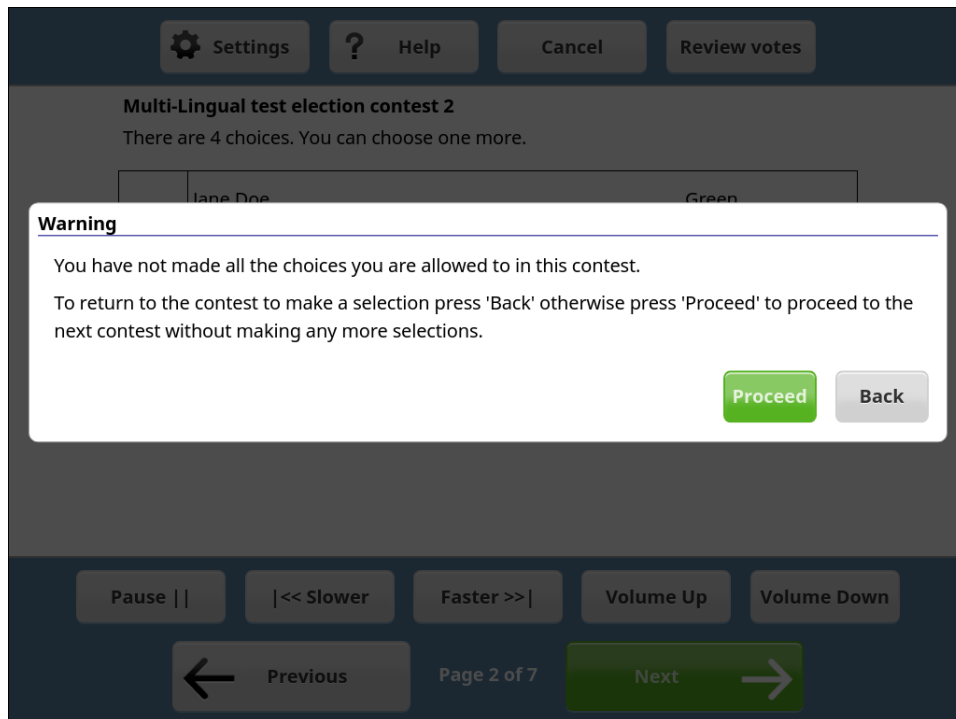 Settings
? Help
Cancel
Review votes
Multi-Lingual test election contest 2
There are 4 choices. You can choose one more.
Jane Doe Green
Warning
You have not made all the choices you are allowed to in this contest.
To return to the contest to make a selection press 'Back' otherwise press 'Proceed' to proceed to the
next contest without making any more selections.
Proceed
Back
Pause ||
|<< Slower
Faster >>|
Volume Up
Volume Down
Previous
Page 2 of 7
Next